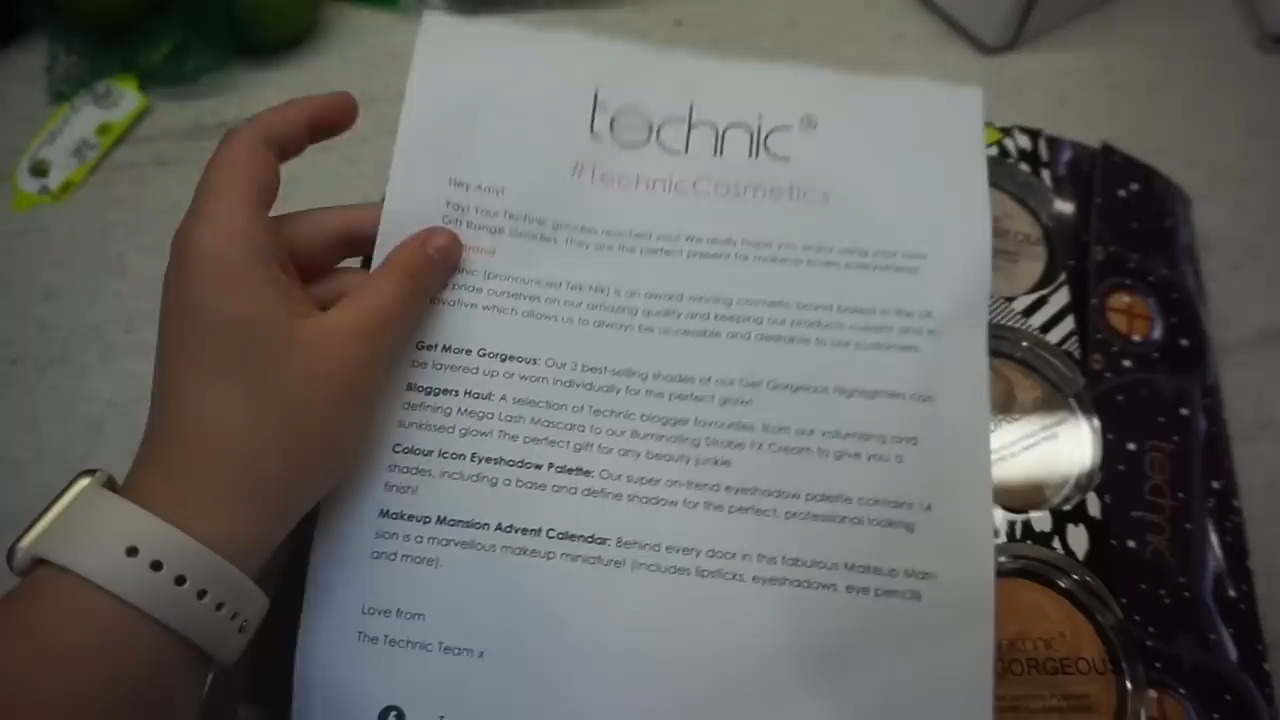 technic®
#TechnicCosmetics
Hey Amy!
Yay! Your Technic goodies reached you! We really hope you enjoy using your new
Gift Range Goodies. They are the perfect present for makeup lovers everywhere!
Brand
(pronounced Tek-Nik) is an award winning cosmetic brand based in the UK.
pride ourselves on our amazing quality and keeping our products current and
which allows us to always be accessible and desirable to our customers.
Get More Gorgeous: Our 3 best-selling shades of our Get Gorgeous Highlighters can
be layered up or worn individually for the perfect glow!
Bloggers Haul: A selection of Technic blogger favourites, from our volumising and
defining Mega Lash Mascara to our illuminating Strobe FX Cream to give you a
sunkissed glow! The perfect gift for any beauty junkie.
Colour Icon Eyeshadow Palette: Our super on-trend eyeshadow palette contains 14
shades, including a base and define shadow for the perfect, professional looking
finish!
Makeup Mansion Advent Calendar: Behind every door in this fabulous Makeup Man-
sion is a marvellous makeup miniature! (includes lipsticks, eyeshadows, eye pencils
and more).
Love from
The Technic Team x
technic
GORGEOUS